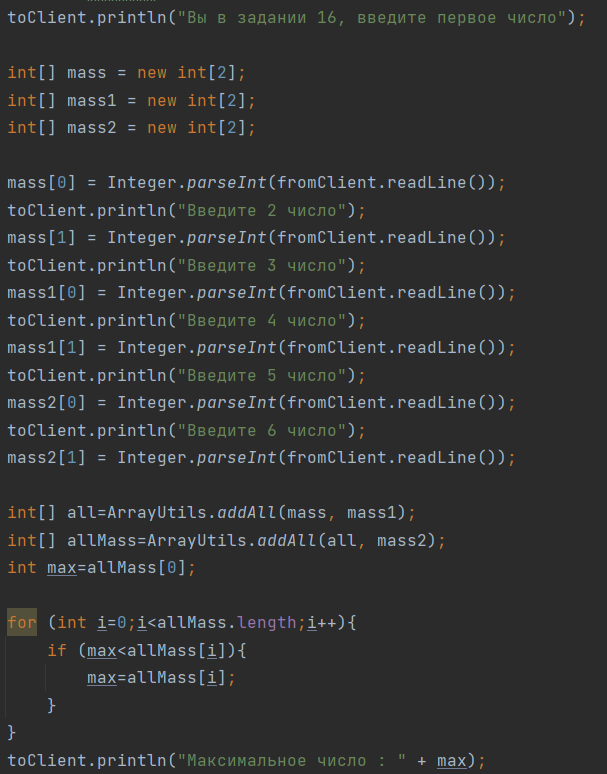 toClient.println("Вы в задании 16, введите первое число");
int[] mass = new int[2];
int[] mass1 = new int[2];
int[] mass2 = new int[2];
mass[0] = Integer.parseInt(fromClient.readLine());
toClient.println("Введите 2 число");
mass[1] = Integer.parseInt(fromClient.readLine());
toClient.println("Введите 3 число");
mass1[0] = Integer.parseInt(fromClient.readLine());
toClient.println("Введите 4 число");
mass1[1] = Integer.parseInt(fromClient.readLine());
toClient.println("Введите 5 число");
mass2[0] = Integer.parseInt(fromClient.readLine());
toClient.println("Введите 6 число");
mass2[1] = Integer.parseInt(fromClient.readLine());
int[] all=ArrayUtils.addAll(mass, mass1);
int[] allMass=ArrayUtils.addAll(all, mass2);
int max=allMass[0];
for (int i=0;i<allMass.length;i++){
    if (max<allMass[i]){
        max=allMass[i];
    }
}
toClient.println("Максимальное число : " + max);